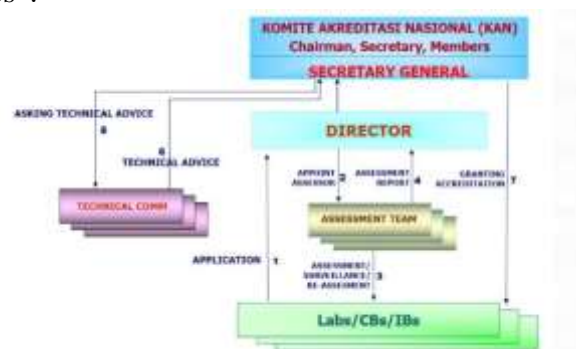 KOMITE AKREDITASI NASIONAL (KAN)
Chairman, Secretary, Members
SECRETARY GENERAL
ASKING TECHNICAL ADVICE
6
TECHNICAL ADVICE
DIRECTOR
APPOINT
ASSESSOR
2
ASSESSMENT
REPORT
4
GRANTING
ACCREDITATION
7
TECHNICAL COMM
ASSESSMENT TEAM
APPLICATION
1
ASSESSMENT/
SURVEILLANCE/
RE-ASSESMENT
3
Labs/CBs/IBs